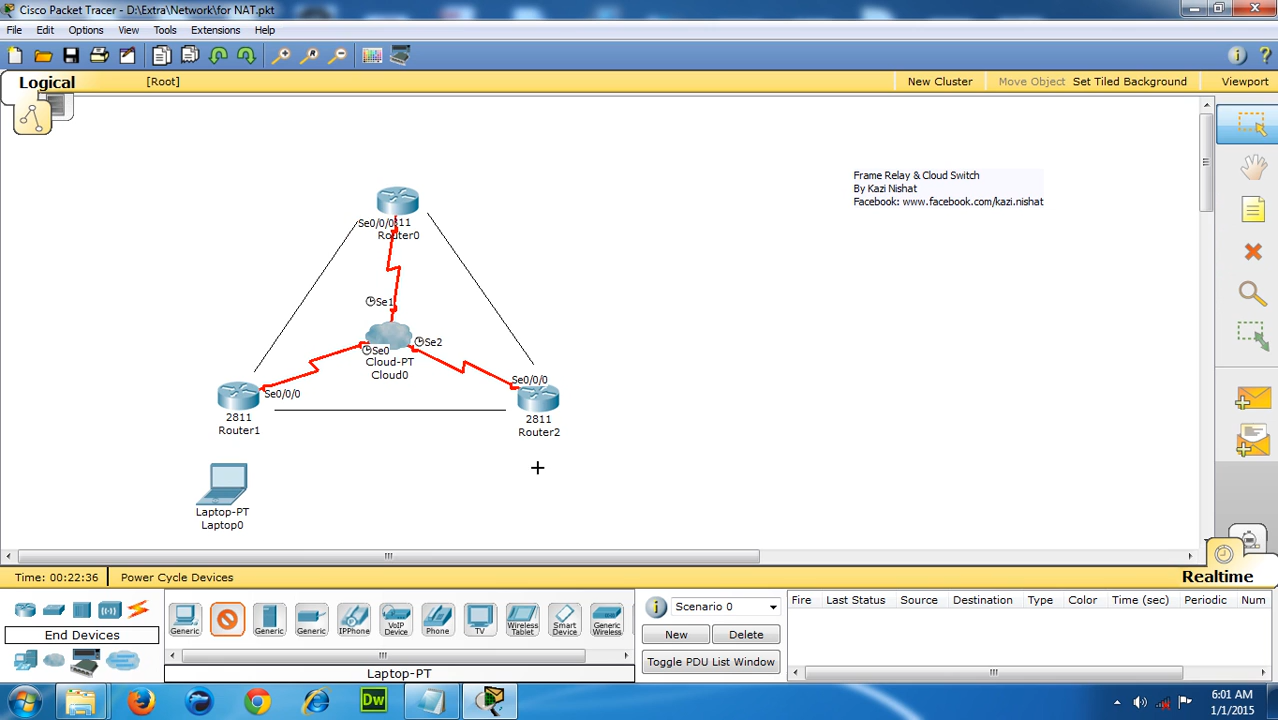 Cisco Packet Tracer - D:\Extra\Network\for NAT.pkt
File Edit Options View Tools Extensions Help
Logical [Root] New Cluster Move Object Set Tiled Background Viewport
Frame Relay & Cloud Switch
By Kazi Nishat
Facebook: www.facebook.com/kazi.nishat
Se0/0/0
Router0
Se1
Se2
Se0
Cloud-PT
Cloud0
Se0/0/0
Se0/0/0
2811
Router1
2811
Router2
Laptop-PT
Laptop0
Time: 00:22:36 Power Cycle Devices
Realtime
End Devices
Generic Generic Generic IPPhone VoIP Device Phone TV Wireless Tablet Smart Device Generic Wireless
Laptop-PT
Scenario 0
New Delete
Toggle PDU List Window
Fire Last Status Source Destination Type Color Time (sec) Periodic Num
Dw
6:01 AM
1/1/2015